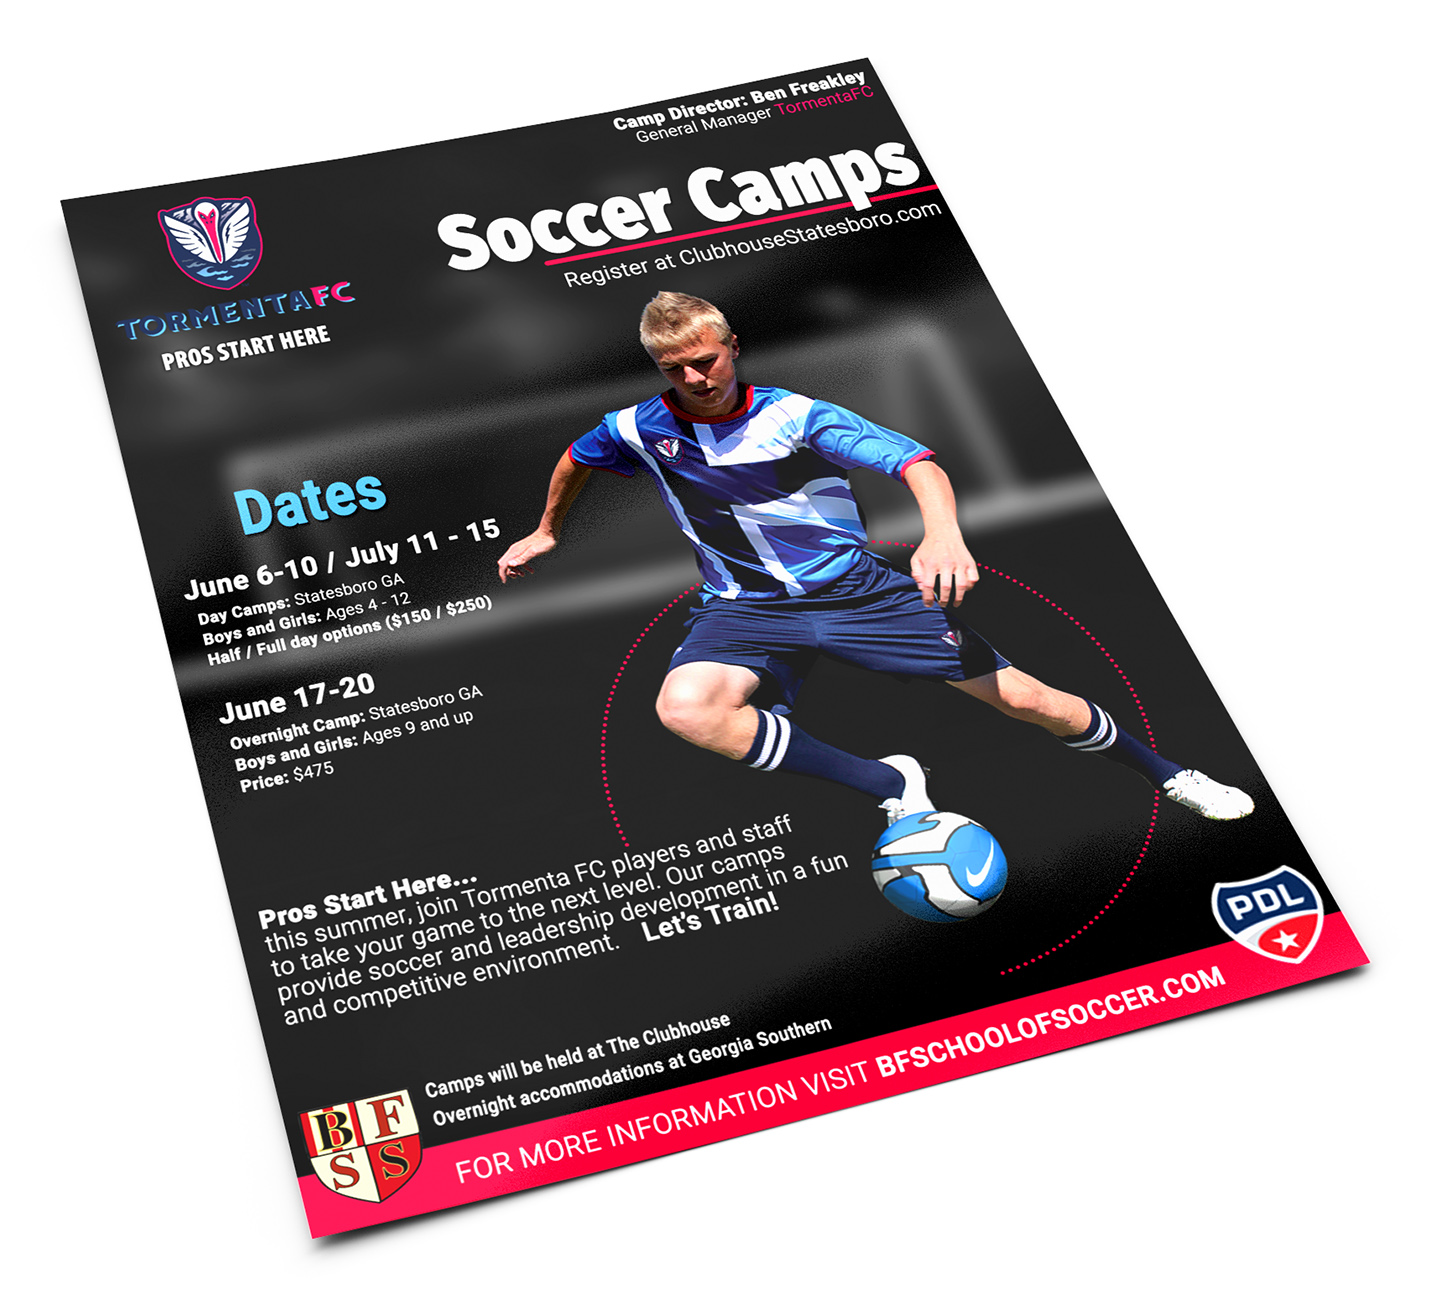 Camp Director: Ben Freakley
General Manager TormentaFC
Soccer Camps
Register at ClubhouseStatesboro.com
TORMENTAFC
PROS START HERE
Dates
June 6-10 / July 11 - 15
Day Camps: Statesboro GA
Boys and Girls: Ages 4 - 12
Half / Full day options ($150 / $250)
June 17-20
Overnight Camp: Statesboro GA
Boys and Girls: Ages 9 and up
Price: $475
Pros Start Here...
this summer, join Tormenta FC players and staff
to take your game to the next level. Our camps
provide soccer and leadership development in a fun
and competitive environment. Let's Train!
Camps will be held at The Clubhouse
Overnight accommodations at Georgia Southern
PDL
B F
S S
FOR MORE INFORMATION VISIT BFSCHOOLOFSOCCER.COM